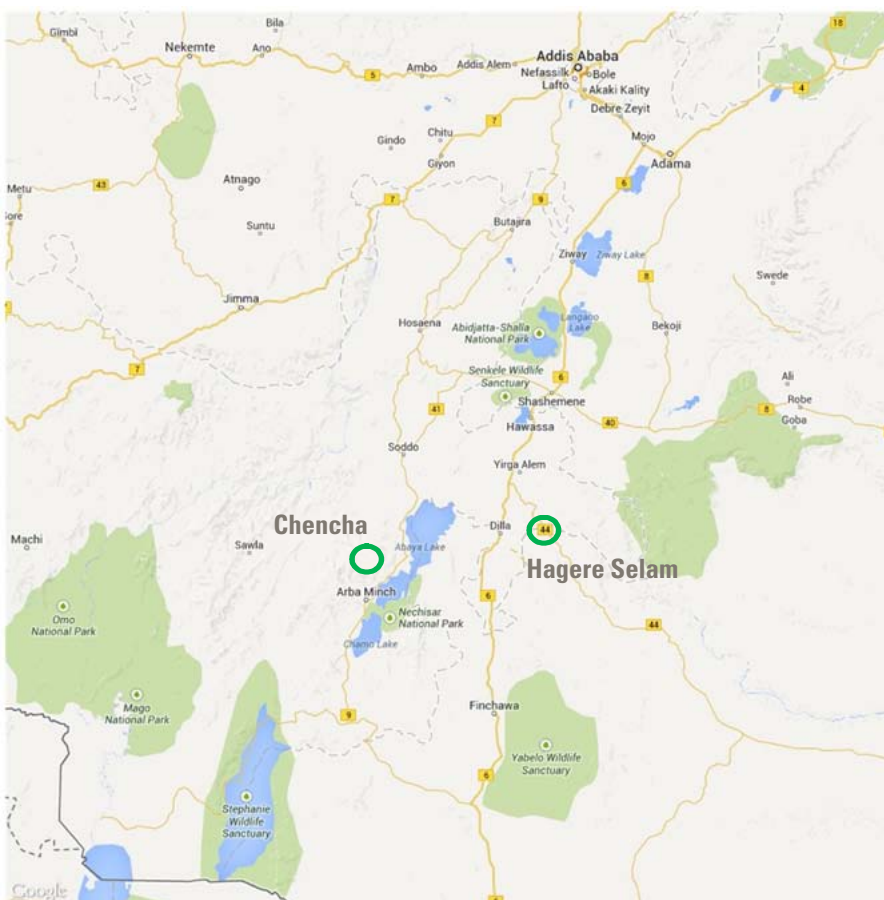 Bila
18
Gimbi
Nekemte
Ano
Addis Ababa
Ambo
Addis Alem
Nefassilk
Lafto
Bole
5
Akaki Kality
4
Debre Zeyit
7
Chitu
Gindo
Mojo
Giyon
Adama
43
Atnago
6
Metu
7
9
Suntu
Butajira
Ziway
Ziway Lake
8
Swede
Jimma
Hosaena
Abidjatta-Shalla
National Park
Langano
Lake
Bekoji
7
Senkele Wildlife
Sanctuary
6
Ali
Shashemene
Robe
41
8
Goba
Hawassa
40
Soddo
Yirga Alem
Chencha
Dilla
44
Machi
Sawla
Abaya Lake
Hagere Selam
Arba Minch
6
Omo
National Park
Nechisar
National Park
44
Chamo Lake
Mago
National Park
Finchawa
9
Yabelo Wildlife
Sanctuary
6
Stephanie
Wildlife
Sanctuary
Google